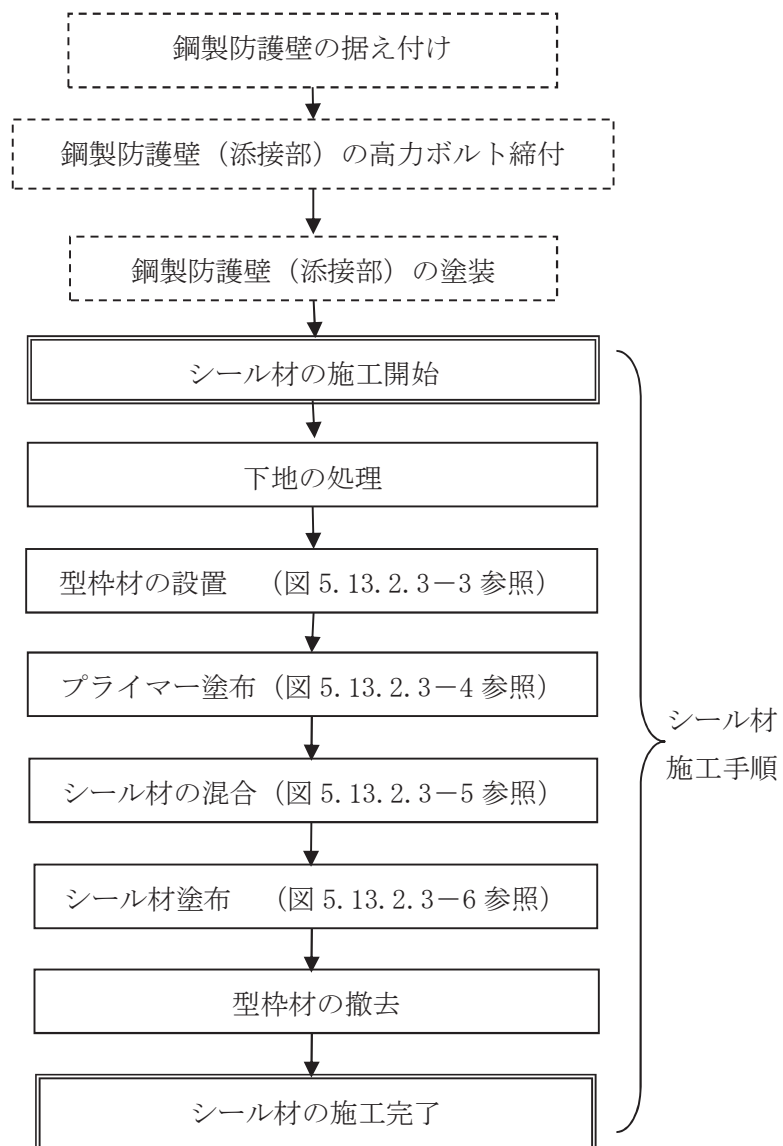 鋼製防護壁の据え付け
鋼製防護壁（添接部）の高力ボルト締付
鋼製防護壁（添接部）の塗装
シール材の施工開始
下地の処理
型枠材の設置　（図 5.13.2.3－3 参照）
プライマー塗布（図 5.13.2.3－4 参照）
シール材の混合（図 5.13.2.3－5 参照）
シール材塗布　（図 5.13.2.3－6 参照）
型枠材の撤去
シール材の施工完了
シール材
施工手順